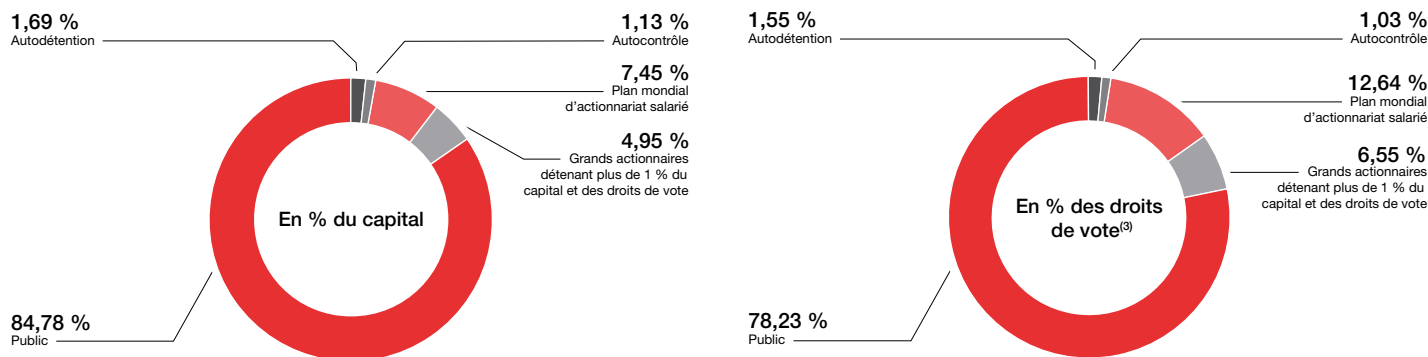 1,69 %
Autodétention
1,13 %
Autocontrôle
7,45 %
Plan mondial
d'actionnariat salarié
4,95 %
Grands actionnaires
détenant plus de 1 % du
capital et des droits de vote
En % du capital
84,78 %
Public
1,55 %
Autodétention
1,03 %
Autocontrôle
12,64 %
Plan mondial
d'actionnariat salarié
6,55 %
Grands actionnaires
détenant plus de 1 % du
capital et des droits de vote
En % des droits
de vote(3)
78,23 %
Public